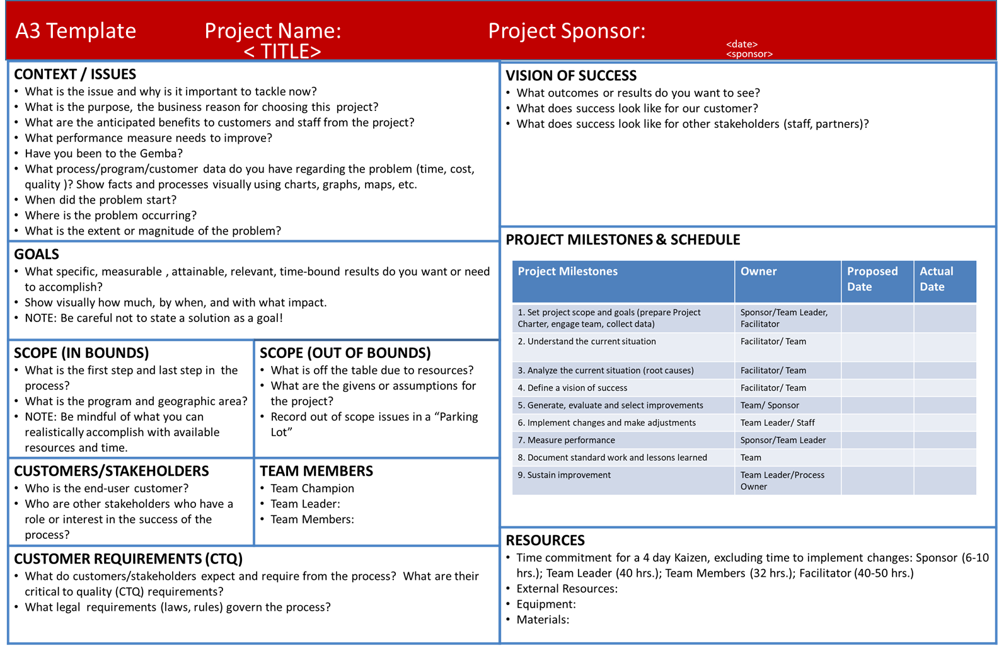 A3 Template
Project Name:
Project Sponsor:
< TITLE>
<date>
<sponsor>
CONTEXT / ISSUES
• What is the issue and why is it important to tackle now?
• What is the purpose, the business reason for choosing this project?
• What are the anticipated benefits to customers and staff from the project?
• What performance measure needs to improve?
• Have you been to the Gemba?
• What process/program/customer data do you have regarding the problem (time, cost,
quality )? Show facts and processes visually using charts, graphs, maps, etc.
• When did the problem start?
• Where is the problem occurring?
• What is the extent or magnitude of the problem?
GOALS
• What specific, measurable , attainable, relevant, time-bound results do you want or need
to accomplish?
• Show visually how much, by when, and with what impact.
• NOTE: Be careful not to state a solution as a goal!
SCOPE (IN BOUNDS)
• What is the first step and last step in the
process?
• What is the program and geographic area?
• NOTE: Be mindful of what you can
realistically accomplish with available
resources and time.
SCOPE (OUT OF BOUNDS)
• What is off the table due to resources?
• What are the givens or assumptions for
the project?
• Record out of scope issues in a “Parking
Lot”
CUSTOMERS/STAKEHOLDERS
• Who is the end-user customer?
• Who are other stakeholders who have a
role or interest in the success of the
process?
TEAM MEMBERS
• Team Champion
• Team Leader:
• Team Members:
CUSTOMER REQUIREMENTS (CTQ)
• What do customers/stakeholders expect and require from the process? What are their
critical to quality (CTQ) requirements?
• What legal requirements (laws, rules) govern the process?
VISION OF SUCCESS
• What outcomes or results do you want to see?
• What does success look like for our customer?
• What does success look like for other stakeholders (staff, partners)?
PROJECT MILESTONES & SCHEDULE
Project Milestones
Owner
Proposed
Date
Actual
Date
1. Set project scope and goals (prepare Project
Charter, engage team, collect data)
Sponsor/Team Leader,
Facilitator
2. Understand the current situation
Facilitator/ Team
3. Analyze the current situation (root causes)
Facilitator/ Team
4. Define a vision of success
Facilitator/ Team
5. Generate, evaluate and select improvements
Team/ Sponsor
6. Implement changes and make adjustments
Team Leader/ Staff
7. Measure performance
Sponsor/Team Leader
8. Document standard work and lessons learned
Team
9. Sustain improvement
Team Leader/Process
Owner
RESOURCES
• Time commitment for a 4 day Kaizen, excluding time to implement changes: Sponsor (6-10
hrs.); Team Leader (40 hrs.); Team Members (32 hrs.); Facilitator (40-50 hrs.)
• External Resources:
• Equipment:
• Materials: